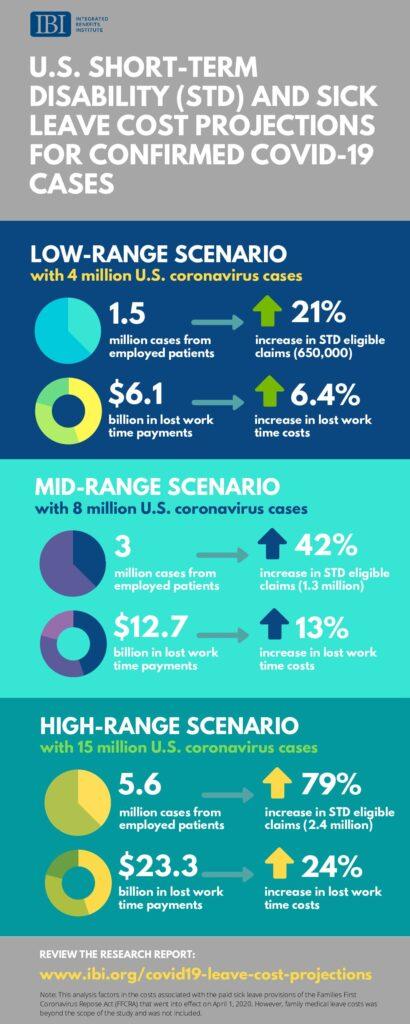 IBI
INTEGRATED
BENEFITS
INSTITUTE
U.S. SHORT-TERM
DISABILITY (STD) AND SICK
LEAVE COST PROJECTIONS
FOR CONFIRMED COVID-19
CASES
LOW-RANGE SCENARIO
with 4 million U.S. coronavirus cases
1.5
million cases from
employed patients
21%
increase in STD eligible
claims (650,000)
$6.1
billion in lost work
time payments
6.4%
increase in lost work
time costs
MID-RANGE SCENARIO
with 8 million U.S. coronavirus cases
3
million cases from
employed patients
42%
increase in STD eligible
claims (1.3 million)
$12.7
billion in lost work
time payments
13%
increase in lost work
time costs
HIGH-RANGE SCENARIO
with 15 million U.S. coronavirus cases
5.6
million cases from
employed patients
79%
increase in STD eligible
claims (2.4 million)
$23.3
billion in lost work
time payments
24%
increase in lost work
time costs
REVIEW THE RESEARCH REPORT:
www.ibi.org/covid19-leave-cost-projections
Note: This analysis factors in the costs associated with the paid sick leave provisions of the Families First
Coronavirus Repose Act (FFCRA) that went into effect on April 1, 2020. However, family medical leave costs was
beyond the scope of the study and was not included.